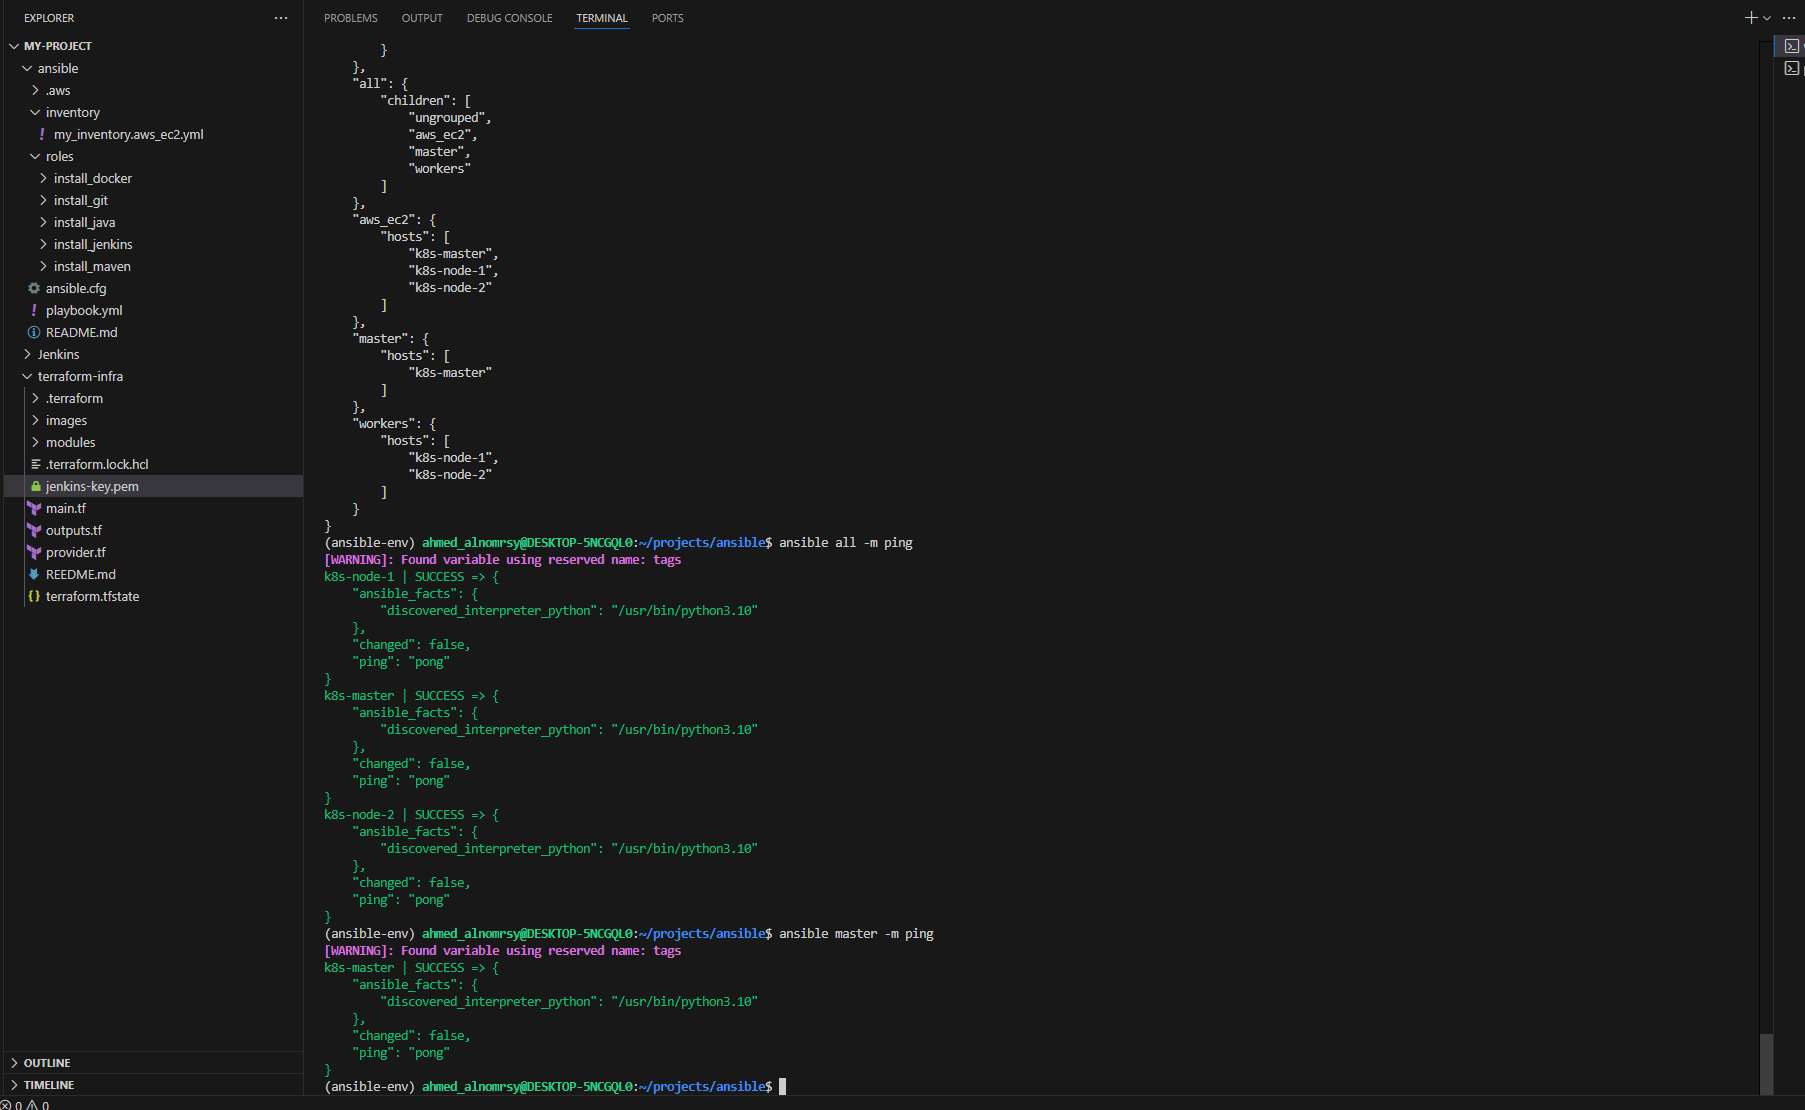 EXPLORER
MY-PROJECT
ansible
.aws
inventory
my_inventory.aws_ec2.yml
roles
install_docker
install_git
install_java
install_jenkins
install_maven
ansible.cfg
playbook.yml
README.md
Jenkins
terraform-infra
.terraform
images
modules
.terraform.lock.hcl
jenkins-key.pem
main.tf
outputs.tf
provider.tf
REEDME.md
terraform.tfstate
OUTLINE
TIMELINE
0 0
PROBLEMS OUTPUT DEBUG CONSOLE TERMINAL PORTS
}
},
"all": {
"children": [
"ungrouped",
"aws_ec2",
"master",
"workers"
]
},
"aws_ec2": {
"hosts": [
"k8s-master",
"k8s-node-1",
"k8s-node-2"
]
},
"master": {
"hosts": [
"k8s-master"
]
},
"workers": {
"hosts": [
"k8s-node-1",
"k8s-node-2"
]
}
}
(ansible-env) ahmed_alnomrsy@DESKTOP-5NCGQL0:~/projects/ansible$ ansible all -m ping
[WARNING]: Found variable using reserved name: tags
k8s-node-1 | SUCCESS => {
"ansible_facts": {
"discovered_interpreter_python": "/usr/bin/python3.10"
},
"changed": false,
"ping": "pong"
}
k8s-master | SUCCESS => {
"ansible_facts": {
"discovered_interpreter_python": "/usr/bin/python3.10"
},
"changed": false,
"ping": "pong"
}
k8s-node-2 | SUCCESS => {
"ansible_facts": {
"discovered_interpreter_python": "/usr/bin/python3.10"
},
"changed": false,
"ping": "pong"
}
(ansible-env) ahmed_alnomrsy@DESKTOP-5NCGQL0:~/projects/ansible$ ansible master -m ping
[WARNING]: Found variable using reserved name: tags
k8s-master | SUCCESS => {
"ansible_facts": {
"discovered_interpreter_python": "/usr/bin/python3.10"
},
"changed": false,
"ping": "pong"
}
(ansible-env) ahmed_alnomrsy@DESKTOP-5NCGQL0:~/projects/ansible$